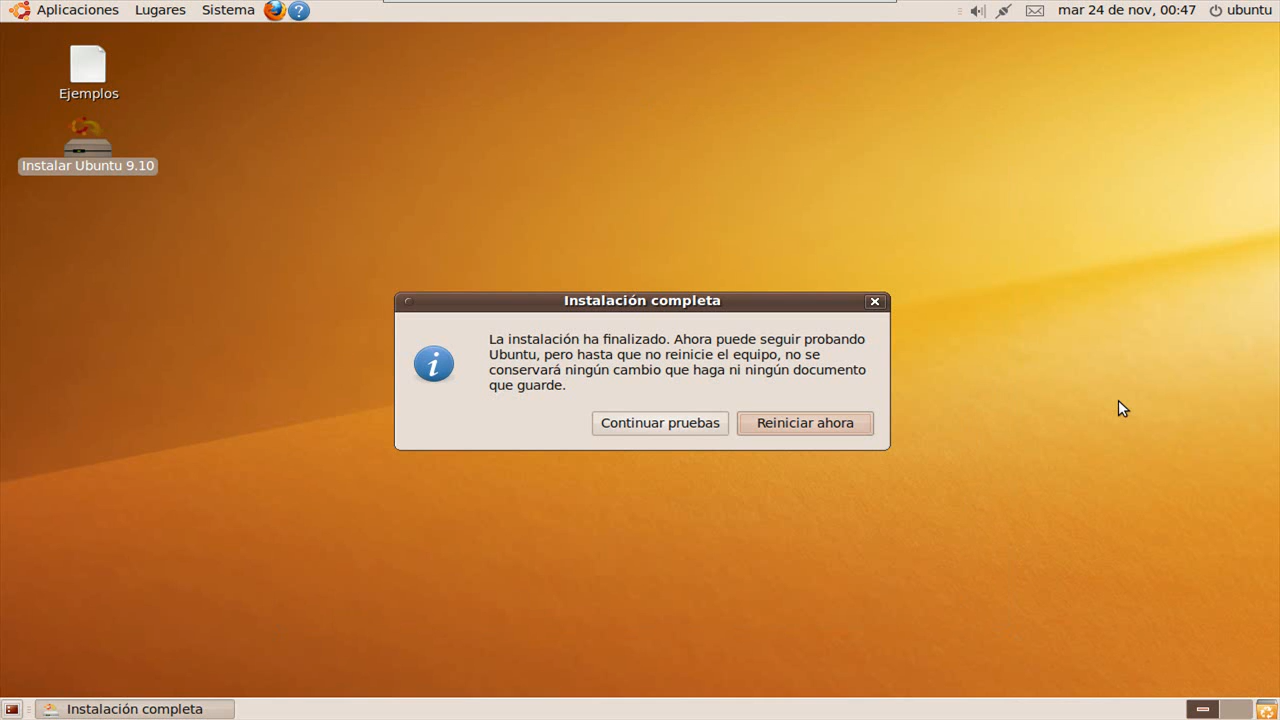 Aplicaciones Lugares Sistema ? mar 24 de nov, 00:47 ubuntu
Ejemplos
Instalar Ubuntu 9.10
Instalación completa
La instalación ha finalizado. Ahora puede seguir probando
Ubuntu, pero hasta que no reinicie el equipo, no se
conservará ningún cambio que haga ni ningún documento
que guarde.
Continuar pruebas Reiniciar ahora
Instalación completa